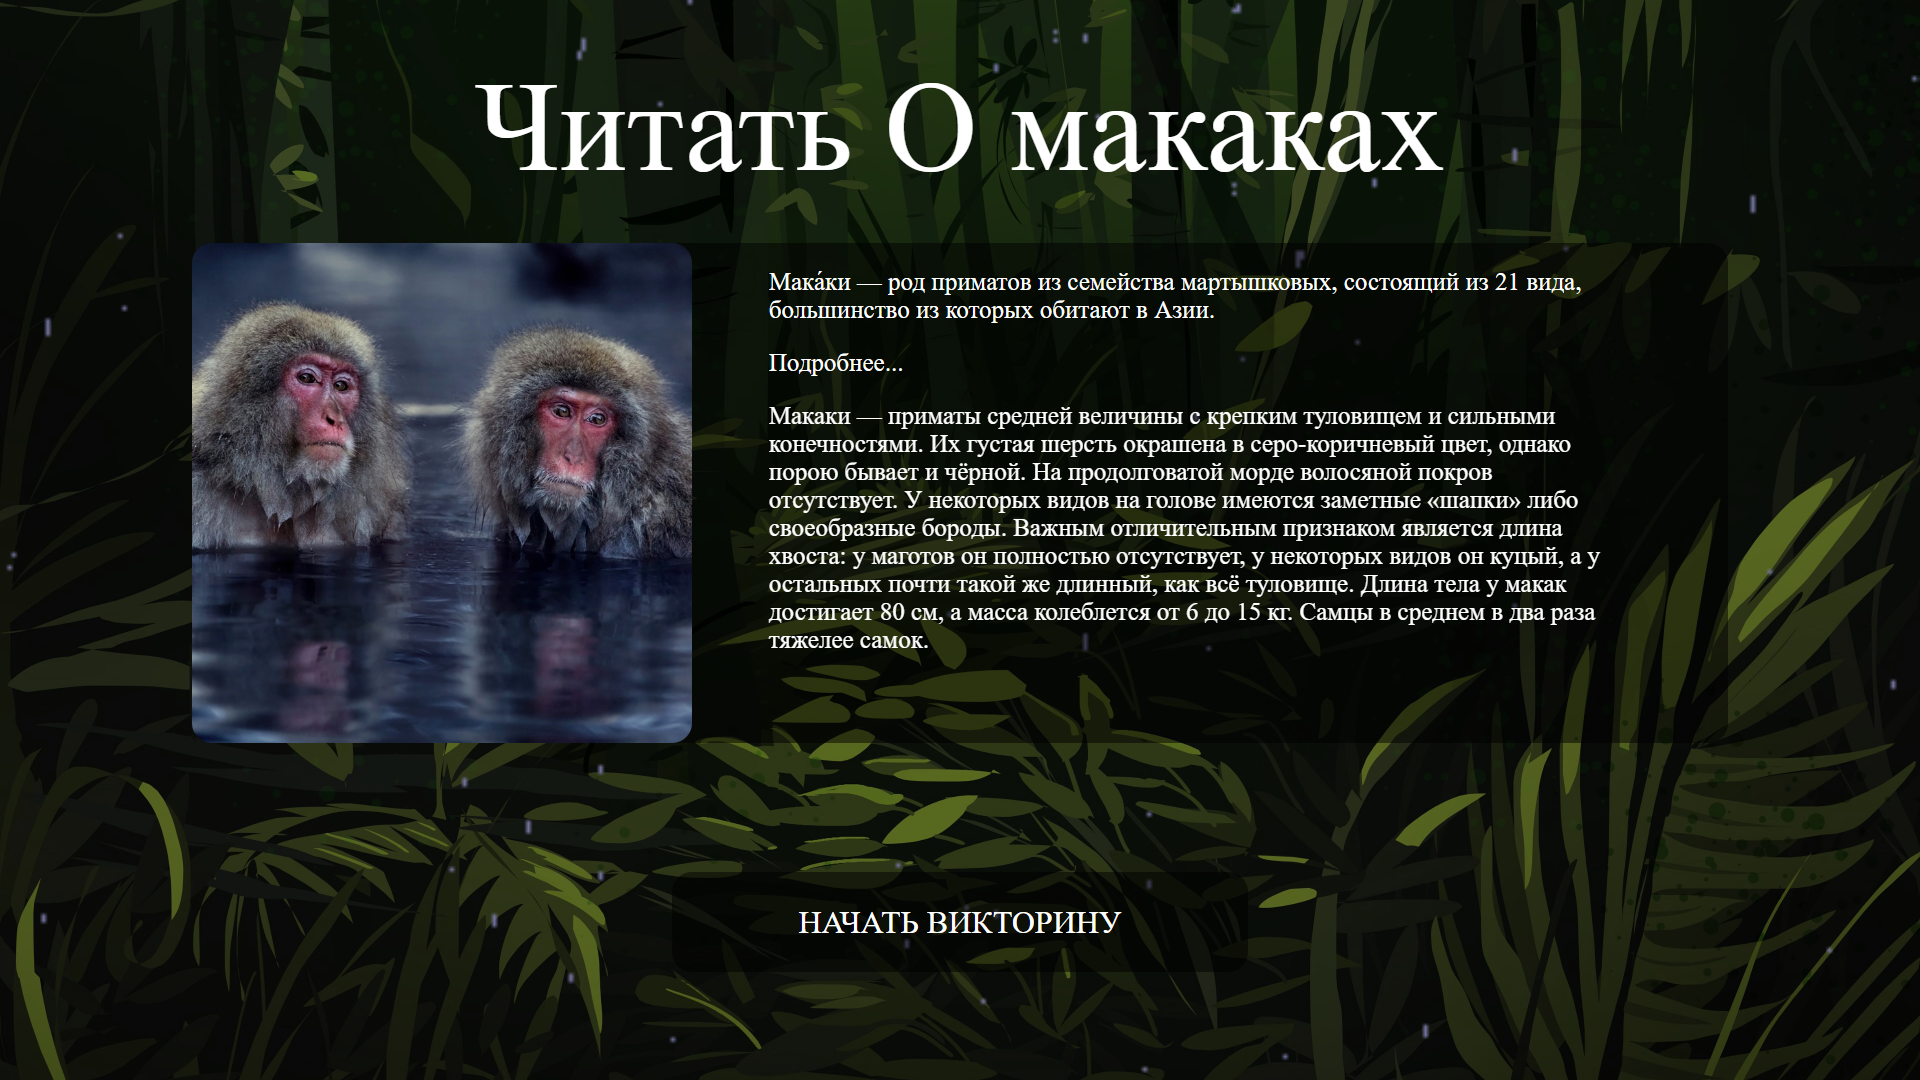 Читать О макаках
Мака́ки — род приматов из семейства мартышковых, состоящий из 21 вида,
большинство из которых обитают в Азии.
Подробнее...
Макаки — приматы средней величины с крепким туловищем и сильными
конечностями. Их густая шерсть окрашена в серо-коричневый цвет, однако
порою бывает и чёрной. На продолговатой морде волосяной покров
отсутствует. У некоторых видов на голове имеются заметные «шапки» либо
своеобразные бороды. Важным отличительным признаком является длина
хвоста: у маготов он полностью отсутствует, у некоторых видов он куцый, а у
остальных почти такой же длинный, как всё туловище. Длина тела у макак
достигает 80 см, а масса колеблется от 6 до 15 кг. Самцы в среднем в два раза
тяжелее самок.
НАЧАТЬ ВИКТОРИНУ